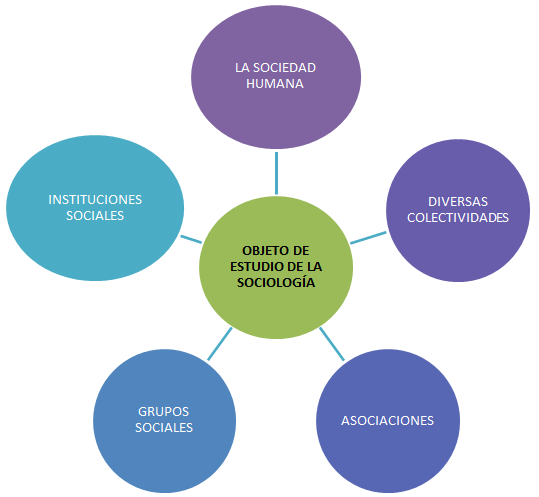 LA SOCIEDAD
HUMANA
INSTITUCIONES
SOCIALES
DIVERSAS
COLECTIVIDADES
OBJETO DE
ESTUDIO DE LA
SOCIOLOGÍA
GRUPOS
SOCIALES
ASOCIACIONES